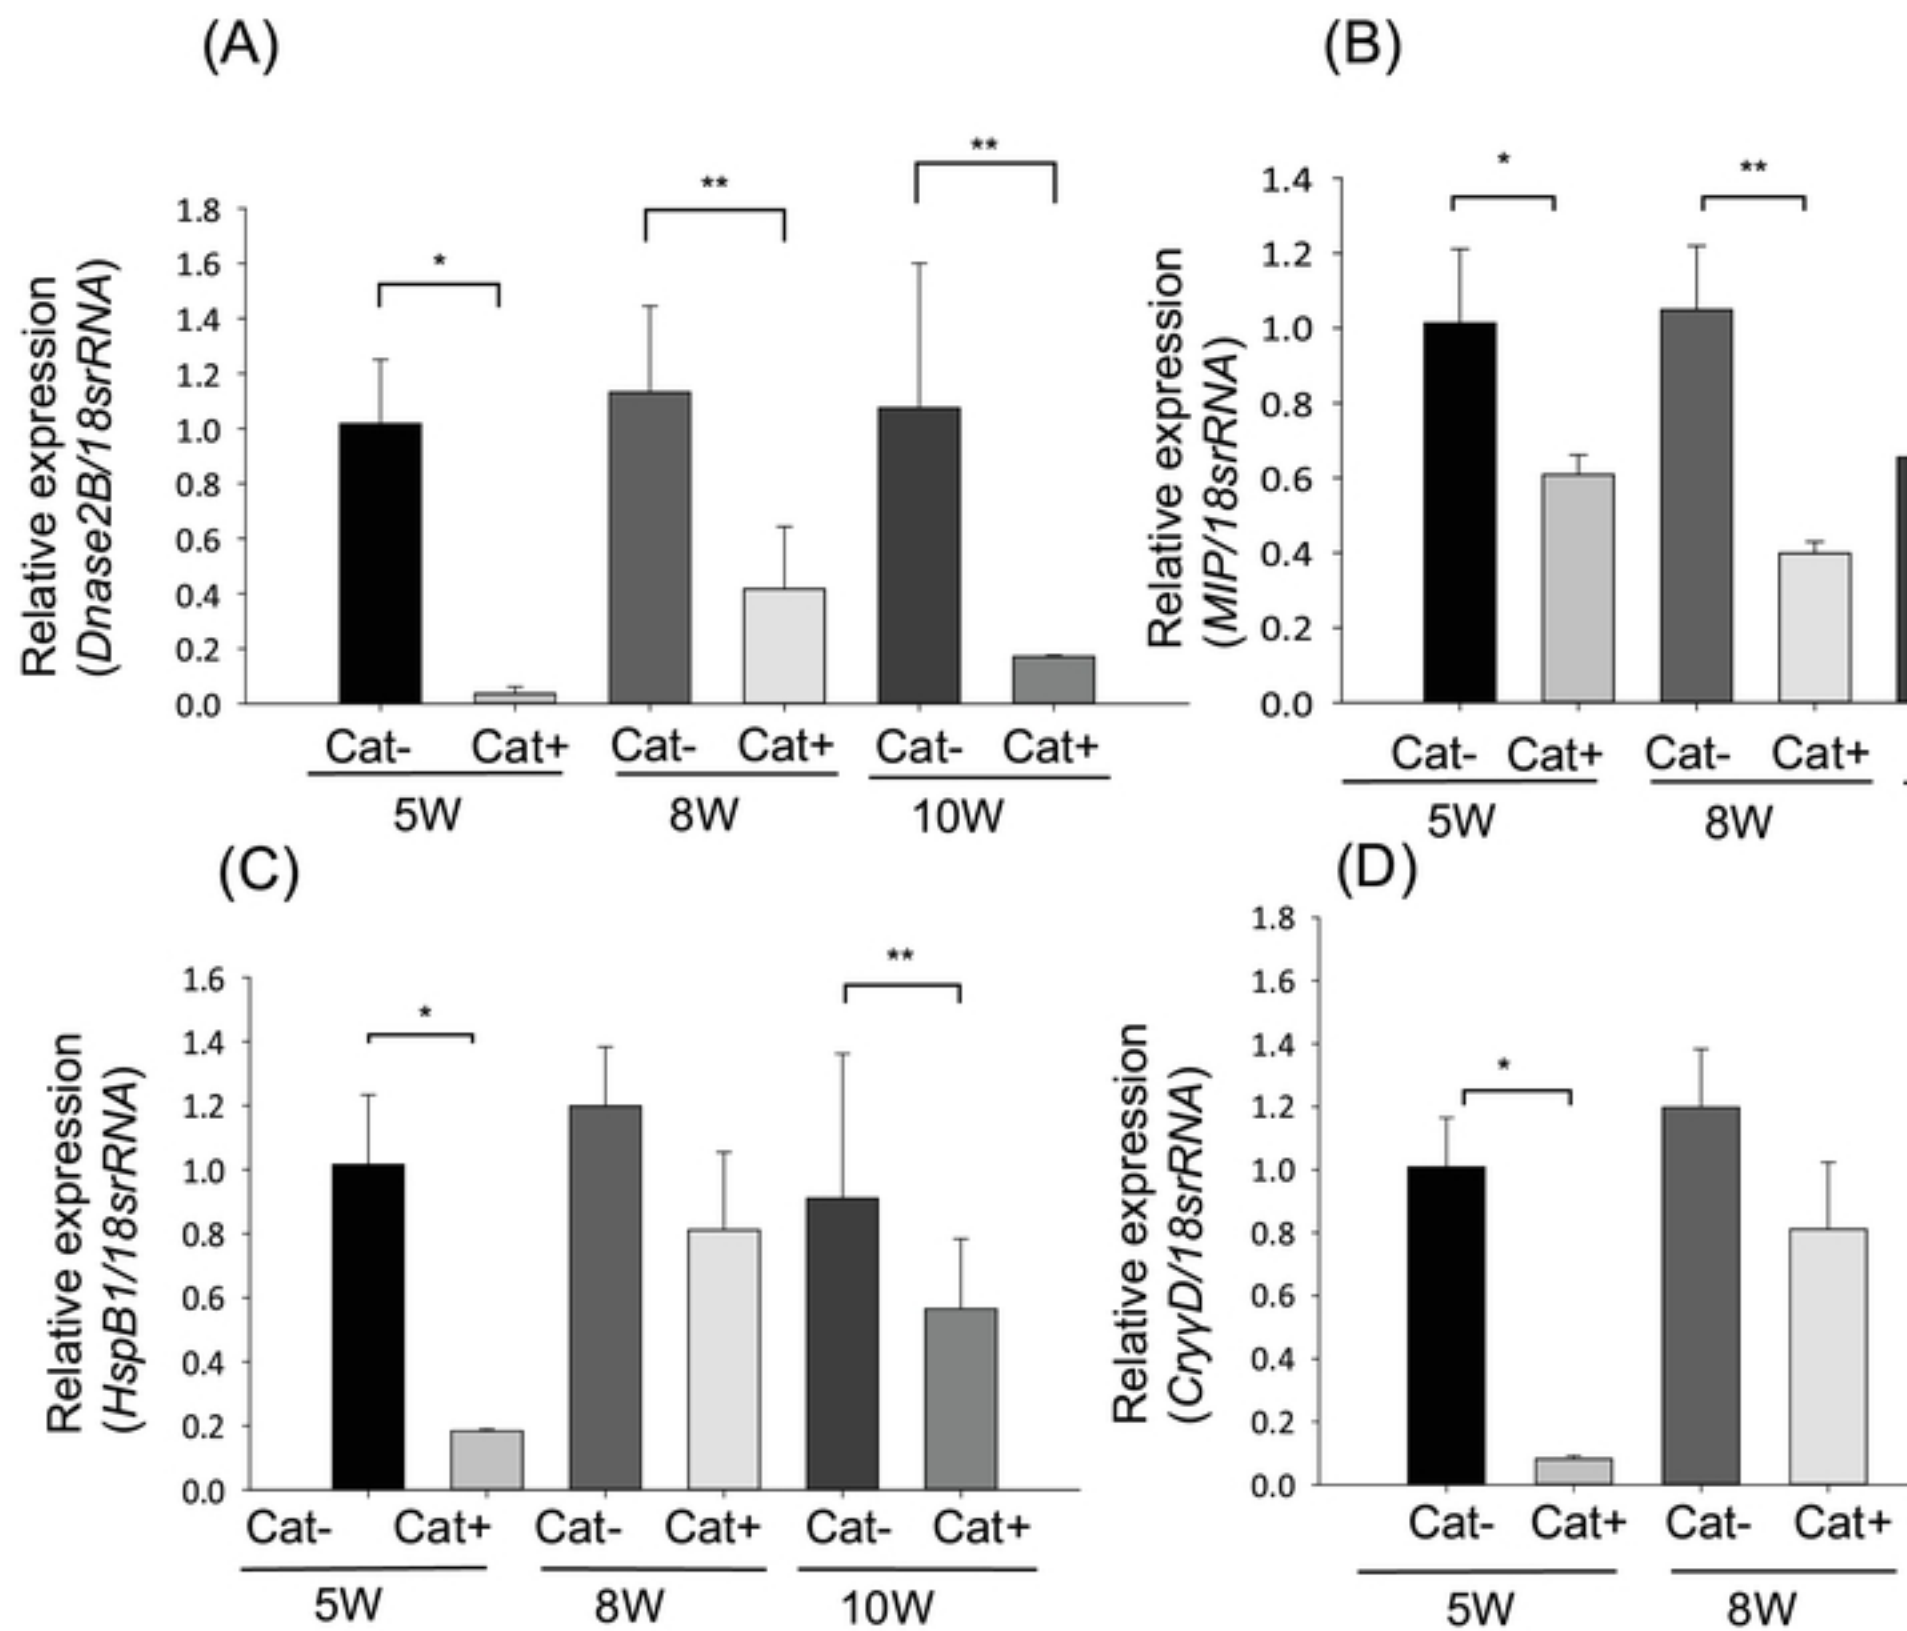 (A)
Relative expression
(Dnase2B/18srRNA)
*
**
**
1.8
1.6
1.4
1.2
1.0
0.8
0.6
0.4
0.2
0.0
Cat- Cat+ Cat- Cat+ Cat- Cat+
5W 8W 10W
(B)
Relative expression
(MIP/18srRNA)
*
**
1.4
1.2
1.0
0.8
0.6
0.4
0.2
0.0
Cat- Cat+ Cat- Cat+
5W 8W
(C)
Relative expression
(HspB1/18srRNA)
*
**
1.6
1.4
1.2
1.0
0.8
0.6
0.4
0.2
0.0
Cat- Cat+ Cat- Cat+ Cat- Cat+
5W 8W 10W
(D)
Relative expression
(CryγD/18srRNA)
*
1.8
1.6
1.4
1.2
1.0
0.8
0.6
0.4
0.2
0.0
Cat- Cat+ Cat- Cat+
5W 8W